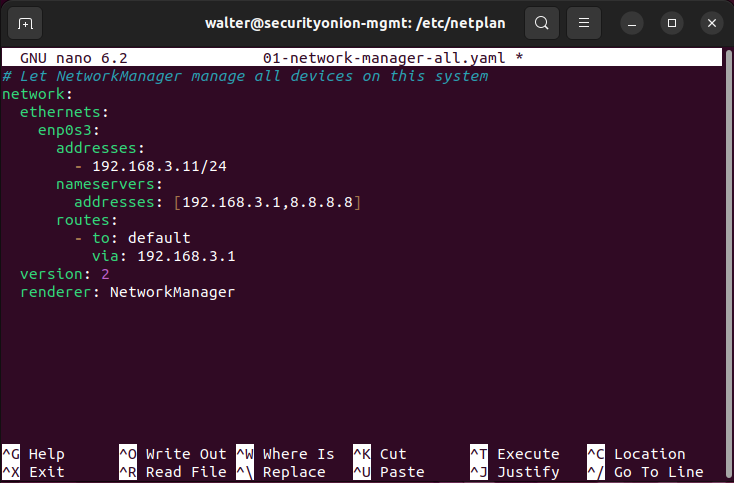 walter@securityonion-mgmt: /etc/netplan
GNU nano 6.2 01-network-manager-all.yaml *
# Let NetworkManager manage all devices on this system
network:
  ethernets:
    enp0s3:
      addresses:
        - 192.168.3.11/24
      nameservers:
        addresses: [192.168.3.1,8.8.8.8]
      routes:
        - to: default
          via: 192.168.3.1
  version: 2
  renderer: NetworkManager
^G Help ^O Write Out ^W Where Is ^K Cut ^T Execute ^C Location
^X Exit ^R Read File ^\ Replace ^U Paste ^J Justify ^/ Go To Line